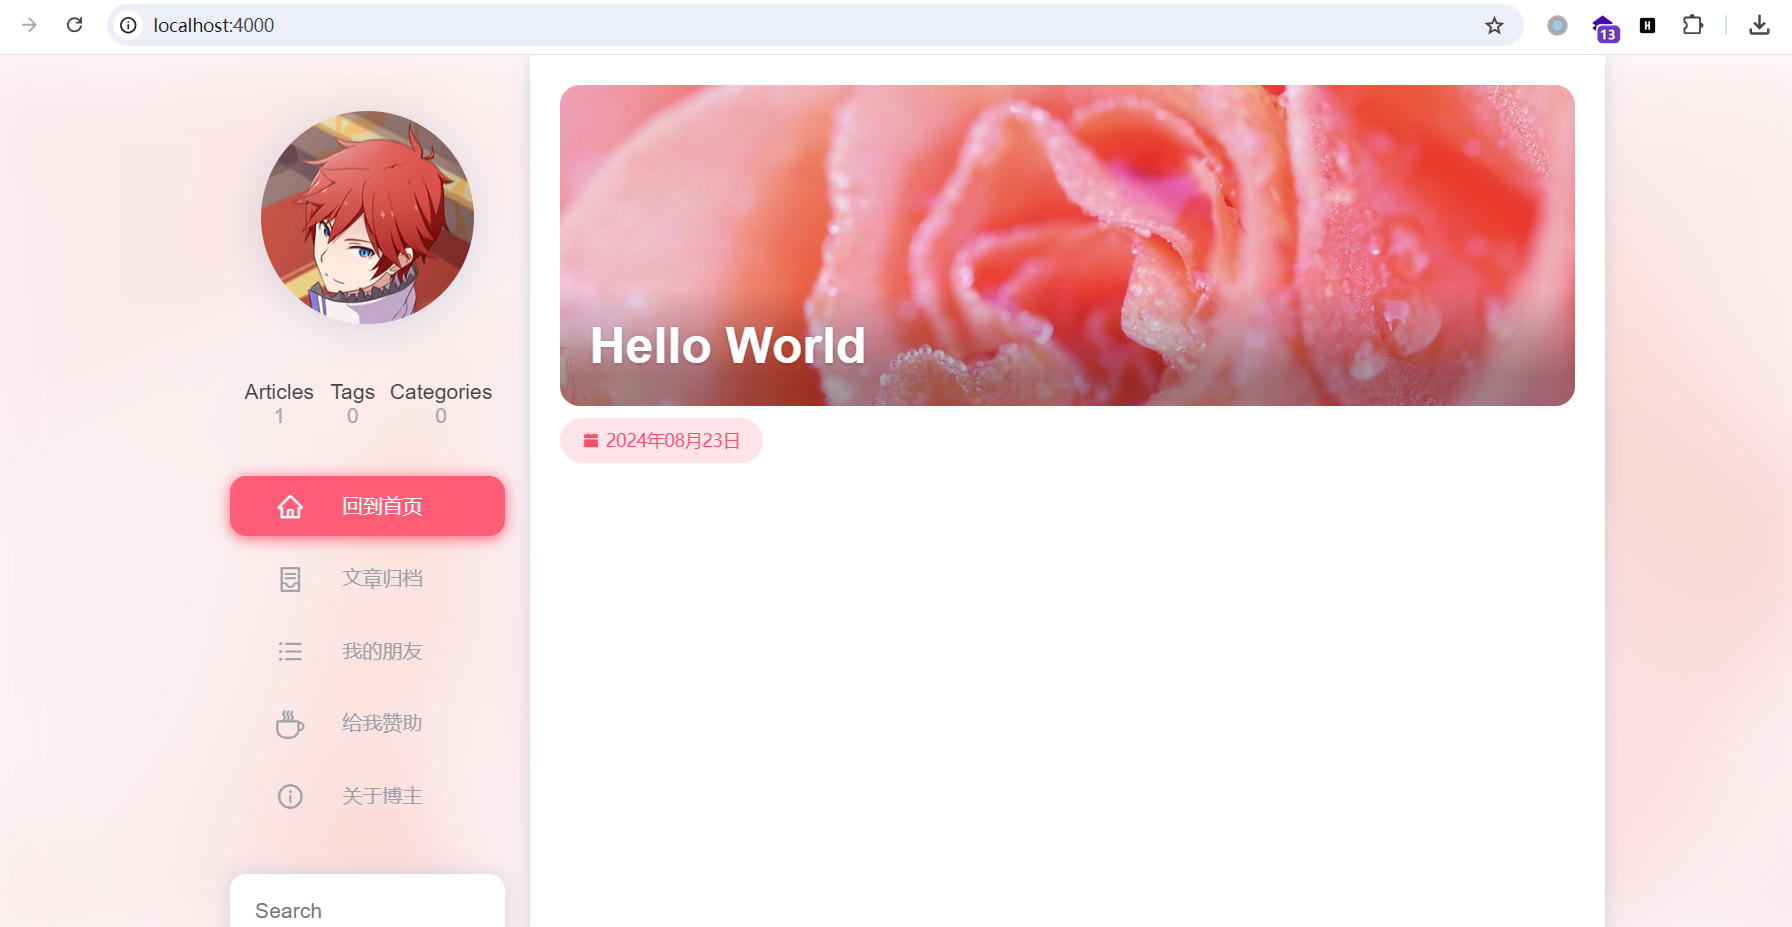 localhost:4000
13
H
Articles Tags Categories
1 0 0
回到首页
文章归档
我的朋友
给我赞助
关于博主
Search
Hello World
2024年08月23日